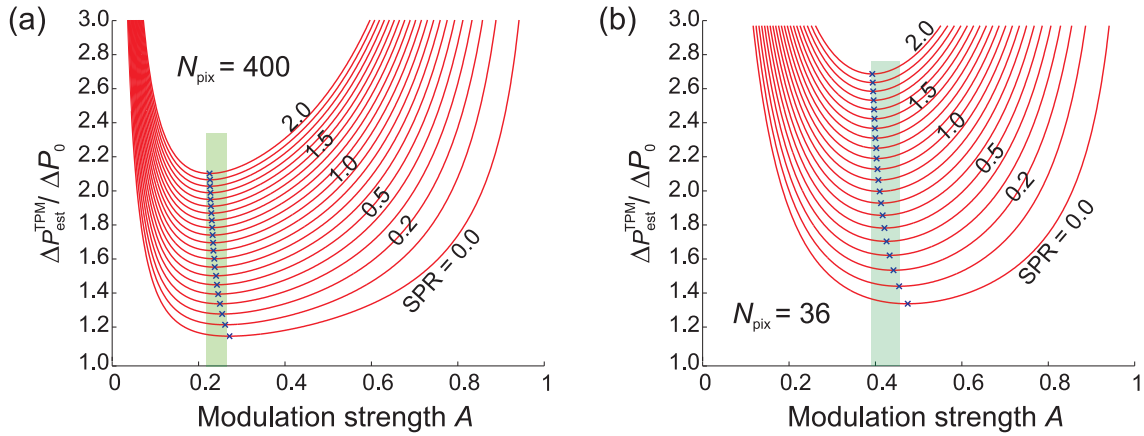 (a)
3.0
2.8
2.6
2.4
2.2
2.0
1.8
1.6
1.4
1.2
1.0
ΔP_est^TPM / ΔP_0
N_pix = 400
2.0
1.5
1.0
0.5
0.2
SPR = 0.0
0 0.2 0.4 0.6 0.8 1
Modulation strength A
(b)
3.0
2.8
2.6
2.4
2.2
2.0
1.8
1.6
1.4
1.2
1.0
ΔP_est^TPM / ΔP_0
2.0
1.5
1.0
0.5
0.2
SPR = 0.0
N_pix = 36
0 0.2 0.4 0.6 0.8 1
Modulation strength A